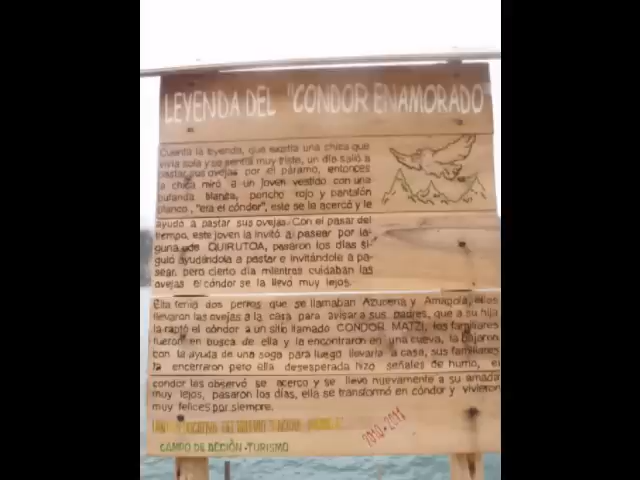 LEYENDA DEL "CONDOR ENAMORADO"
Cuenta la leyenda, que existía una chica que
vivía sola y se sentía muy triste, un día salió a
pastar sus ovejas por el páramo, entonces
la chica miró a un joven vestido con una
bufanda blanca, poncho rojo y pantalón
blanco, "era el cóndor", este se la acercó y le
ayudó a pastar sus ovejas. Con el pasar del
tiempo, este joven la invitó a pasear por la-
guna de QUIRUTOA, pasaron los días si-
guió ayudándola a pastar e invitándole a pa-
sear, pero cierto día mientras cuidaban las
ovejas el cóndor se la llevó muy lejos.
Ella tenía dos perros que se llamaban Azucena y Amagola, ellos
llevaron las ovejas a la casa para avisar a sus padres, que a su hija
la raptó el cóndor a un sitio llamado CONDOR MATZI, los familiares
fueron en busca de ella y la encontraron en una cueva, la bajaron
con la ayuda de una soga para luego llevarla a casa, sus familiares
la encerraron pero ella desesperada hizo señales de humo, el
condor las observó se acerco y se llevo nuevamente a su amada
muy lejos, pasaron los días, ella se transformó en cóndor y vivieron
muy felices por siempre.
CAMPO DE ACCIÓN -TURISMO
2010-2011